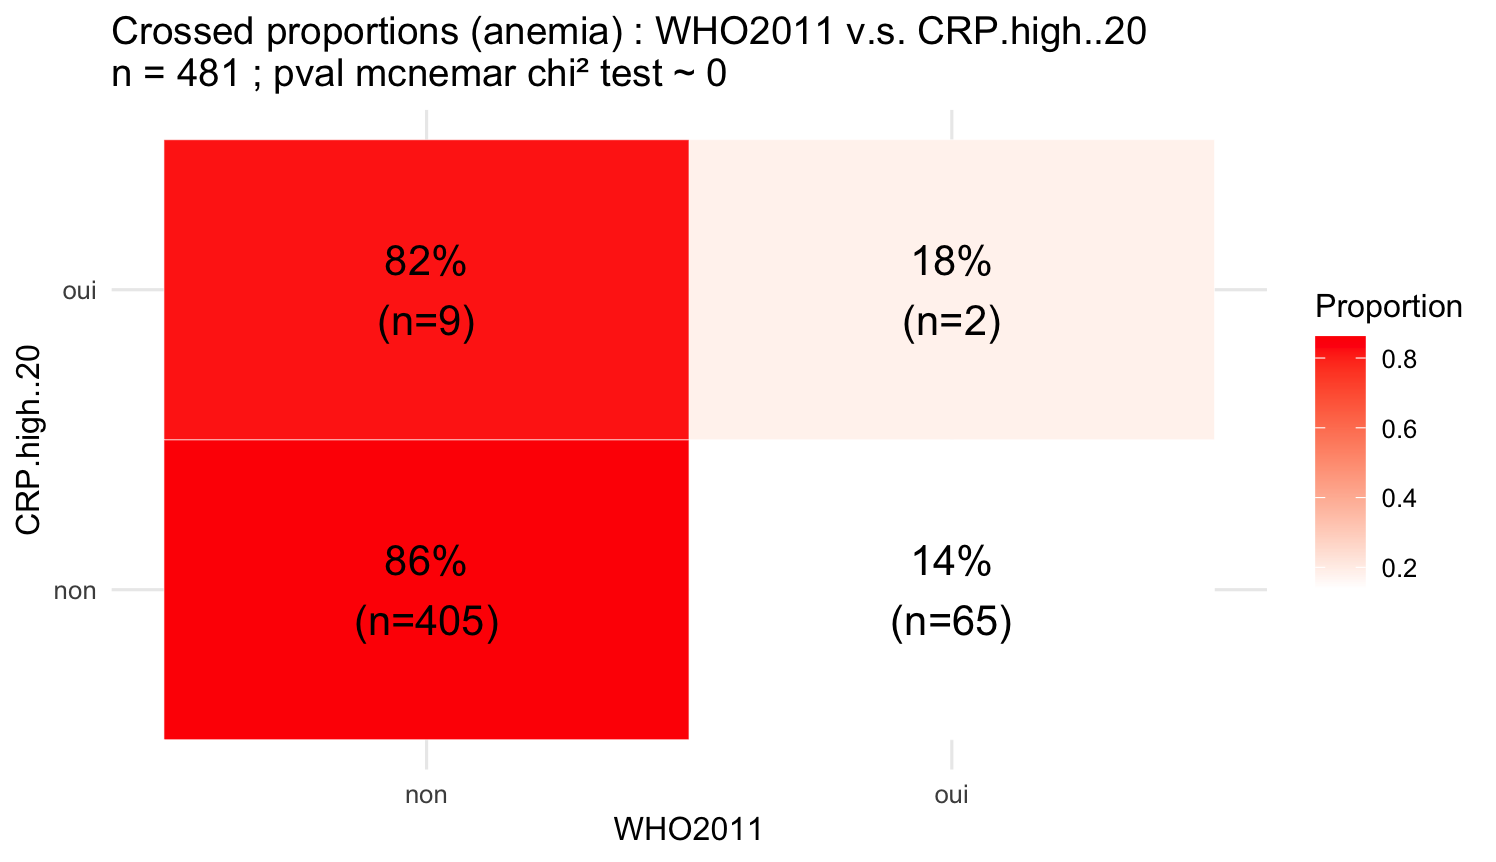 Crossed proportions (anemia) : WHO2011 v.s. CRP.high..20
n = 481 ; pval mcnemar chi² test ~ 0
82%
(n=9)
18%
(n=2)
86%
(n=405)
14%
(n=65)
oui
non
CRP.high..20
non
oui
WHO2011
Proportion
0.8
0.6
0.4
0.2